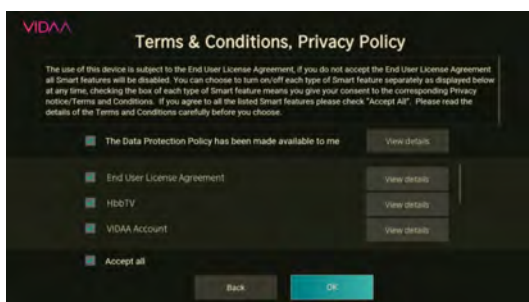 VIDAA
Terms & Conditions, Privacy Policy
The use of this device is subject to the End User License Agreement, if you do not accept the End User License Agreement
all Smart features will be disabled. You can choose to turn on/off each type of Smart feature separately as displayed below
at any time, checking the box of each type of Smart feature means you give your consent to the corresponding Privacy
notice/Terms and Conditions. If you agree to all the listed Smart features please check "Accept All". Please read the
details of the Terms and Conditions carefully before you choose.
The Data Protection Policy has been made available to me View details
End User License Agreement View details
HbbTV View details
VIDAA Account View details
Accept all
Back OK